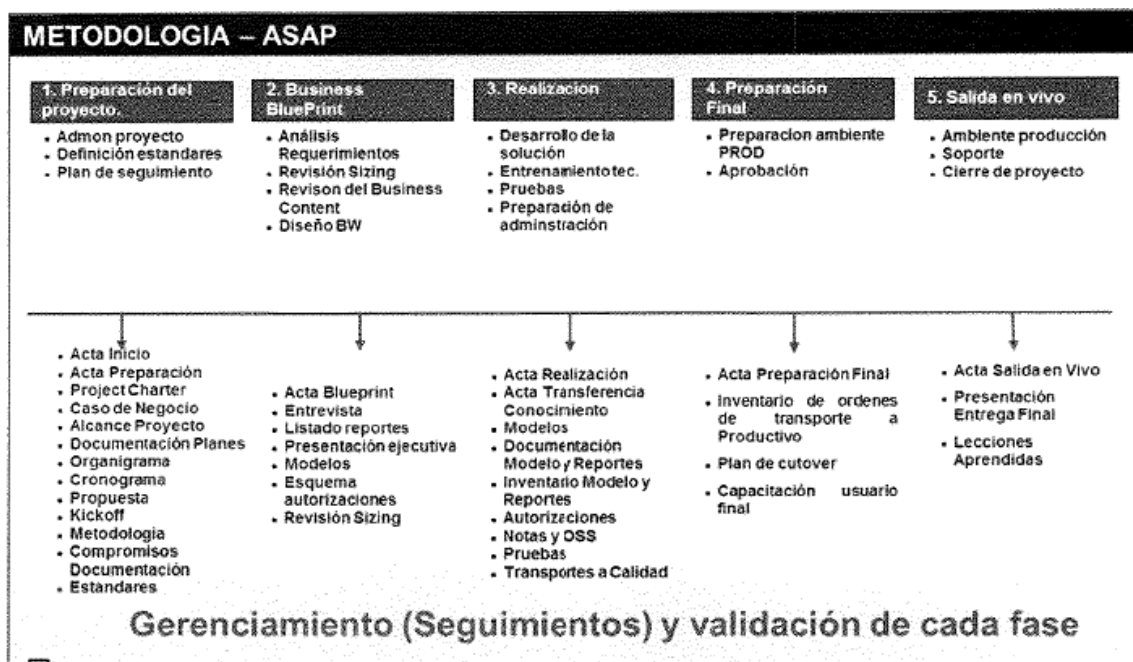 METODOLOGIA – ASAP
1. Preparación del
proyecto.
• Admon proyecto
• Definición estandares
• Plan de seguimiento
2. Business
BluePrint
• Análisis
Requerimientos
• Revisión Sizing
• Revison del Business
Content
• Diseño BW
3. Realizacion
• Desarrollo de la
solución
• Entrenamiento tec.
• Pruebas
• Preparación de
adminstración
4. Preparación
Final
• Preparacion ambiente
PROD
• Aprobación
5. Salida en vivo
• Ambiente producción
• Soporte
• Cierre de proyecto
• Acta Inicio
• Acta Preparación
• Project Charter
• Caso de Negocio
• Alcance Proyecto
• Documentación Planes
• Organigrama
• Cronograma
• Propuesta
• Kickoff
• Metodologia
• Compromisos
Documentación
• Estandares
• Acta Blueprint
• Entrevista
• Listado reportes
• Presentación ejecutiva
• Modelos
• Esquema
autorizaciones
• Revisión Sizing
• Acta Realización
• Acta Transferencia
Conocimiento
• Modelos
• Documentación
Modelo y Reportes
• Inventario Modelo y
Reportes
• Autorizaciones
• Notas y OSS
• Pruebas
• Transportes a Calidad
• Acta Preparación Final
• Inventario de ordenes
de transporte a
Productivo
• Plan de cutover
• Capacitación usuario
final
• Acta Salida en Vivo
• Presentación
Entrega Final
• Lecciones
Aprendidas
Gerenciamiento (Seguimientos) y validación de cada fase